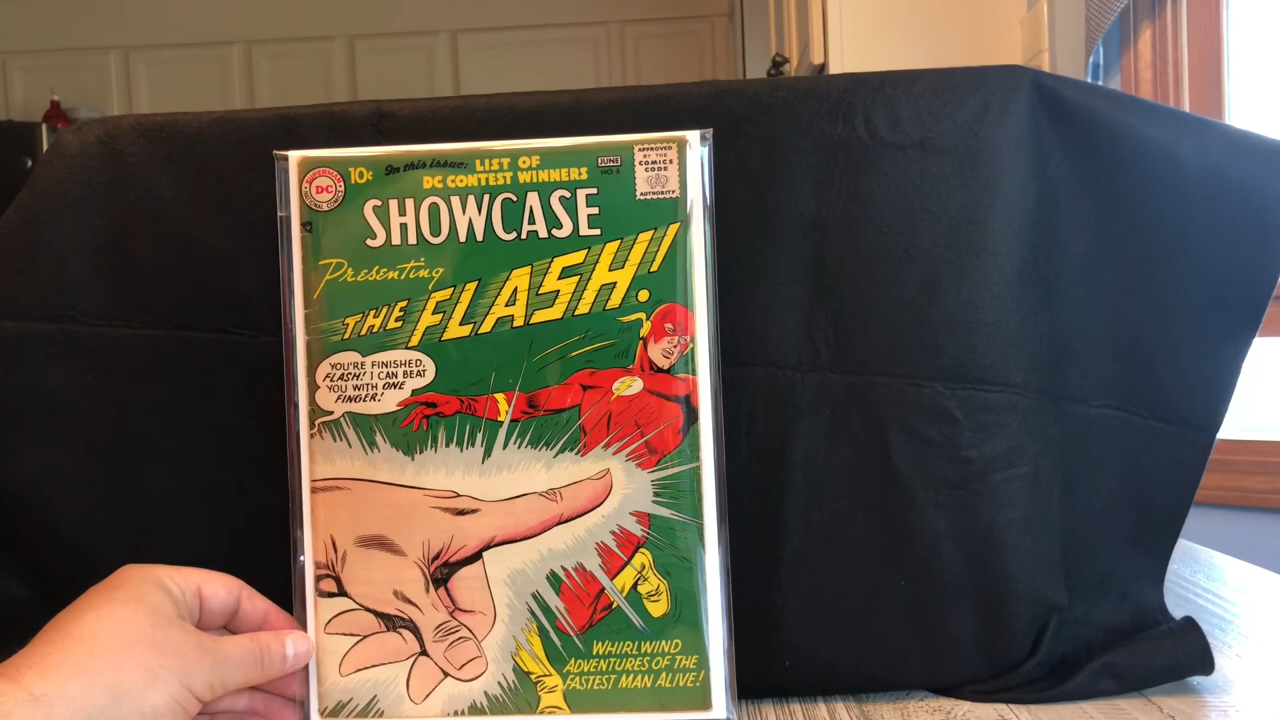 SUPERMAN
DC
NATIONAL COMICS
10¢
In this issue: LIST OF
DC CONTEST WINNERS
JUNE
NO. 8
APPROVED
BY THE
COMICS
CODE
AUTHORITY
SHOWCASE
Presenting
THE FLASH!
YOU'RE FINISHED,
FLASH! I CAN BEAT
YOU WITH ONE
FINGER!
WHIRLWIND
ADVENTURES OF THE
FASTEST MAN ALIVE!